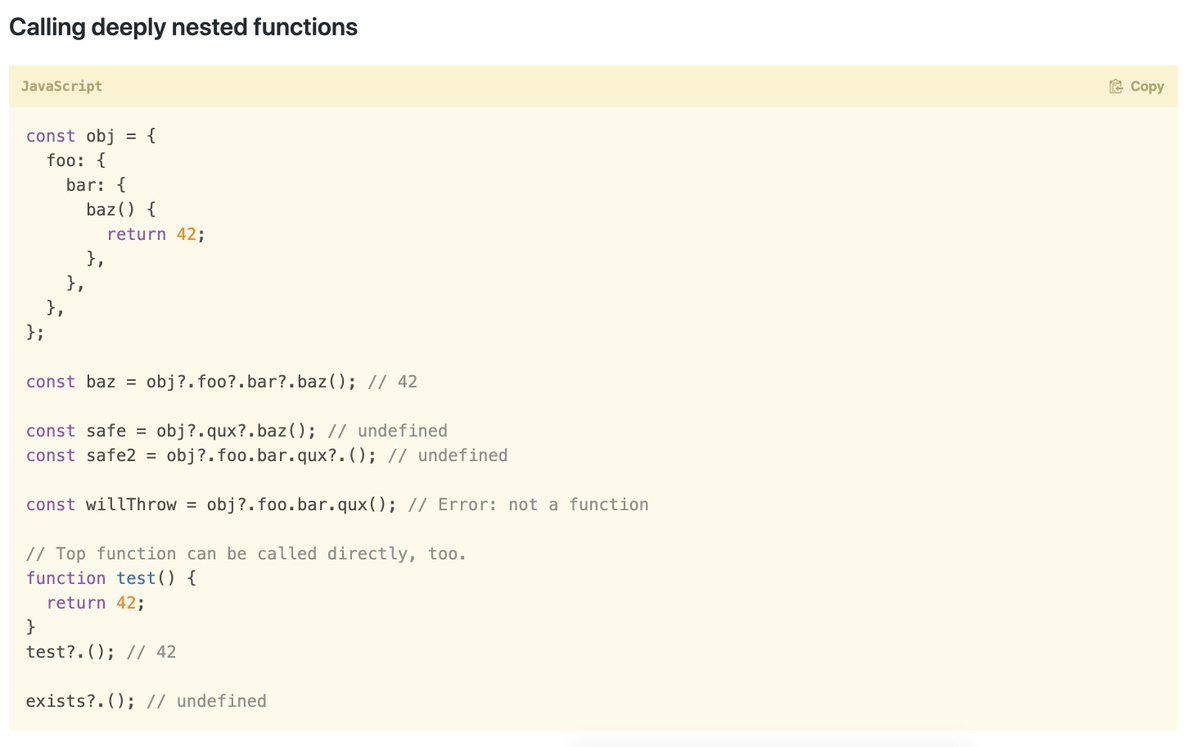 Calling deeply nested functions
JavaScript
Copy
const obj = {
  foo: {
    bar: {
      baz() {
        return 42;
      },
    },
  },
};
const baz = obj?.foo?.bar?.baz(); // 42
const safe = obj?.qux?.baz(); // undefined
const safe2 = obj?.foo.bar.qux?.(); // undefined
const willThrow = obj?.foo.bar.qux(); // Error: not a function
// Top function can be called directly, too.
function test() {
  return 42;
}
test?.(); // 42
exists?.(); // undefined